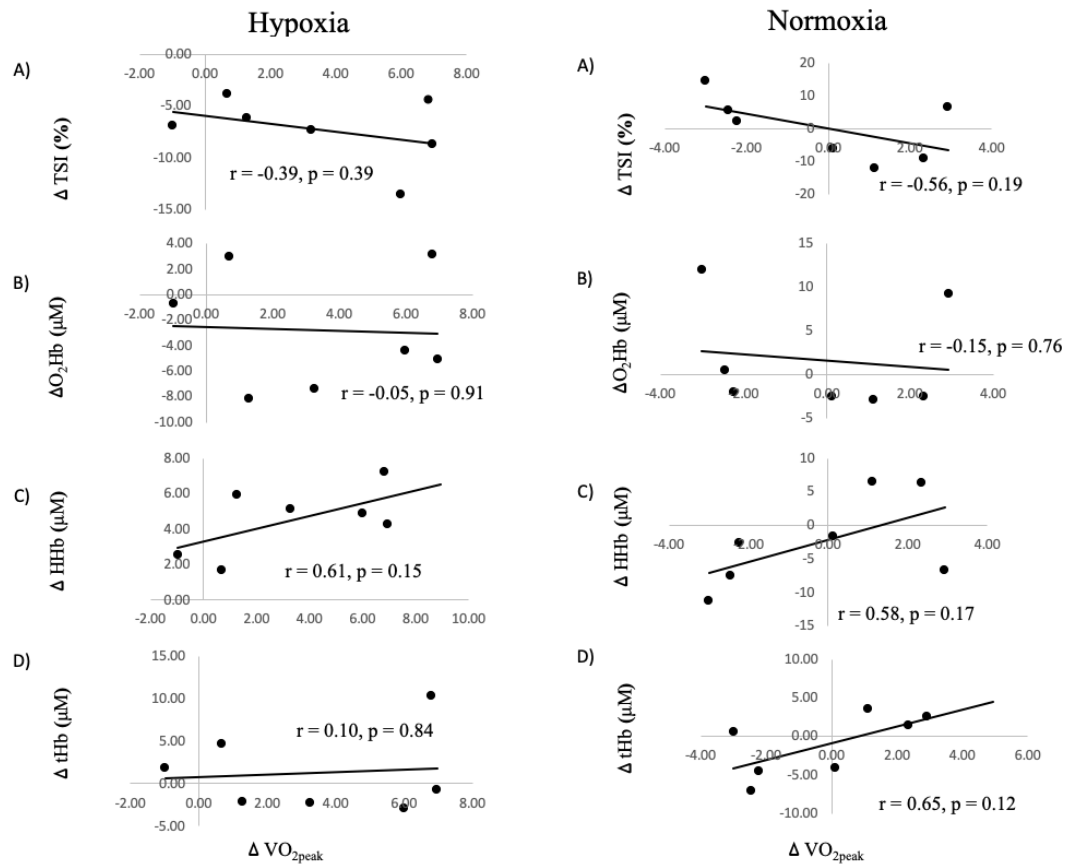 Hypoxia
A)
Δ TSI (%)
0.00
-5.00
-10.00
-15.00
-2.00 0.00 2.00 4.00 6.00 8.00
r = -0.39, p = 0.39
B)
ΔO₂Hb (μM)
4.00
2.00
0.00
-2.00
-4.00
-6.00
-8.00
-10.00
-2.00 0.00 2.00 4.00 6.00 8.00
r = -0.05, p = 0.91
C)
Δ HHb (μM)
8.00
6.00
4.00
2.00
0.00
-2.00 0.00 2.00 4.00 6.00 8.00 10.00
r = 0.61, p = 0.15
D)
Δ tHb (μM)
15.00
10.00
5.00
0.00
-5.00
-2.00 0.00 2.00 4.00 6.00 8.00
r = 0.10, p = 0.84
Δ VO₂peak
Normoxia
A)
Δ TSI (%)
20
10
0
-10
-20
-4.00 -2.00 0.00 2.00 4.00
r = -0.56, p = 0.19
B)
ΔO₂Hb (μM)
15
10
5
0
-5
-4.00 -2.00 0.00 2.00 4.00
r = -0.15, p = 0.76
C)
Δ HHb (μM)
10
5
0
-5
-10
-15
-4.00 -2.00 0.00 2.00 4.00
r = 0.58, p = 0.17
D)
Δ tHb (μM)
10.00
5.00
0.00
-5.00
-10.00
-4.00 -2.00 0.00 2.00 4.00 6.00
r = 0.65, p = 0.12
Δ VO₂peak